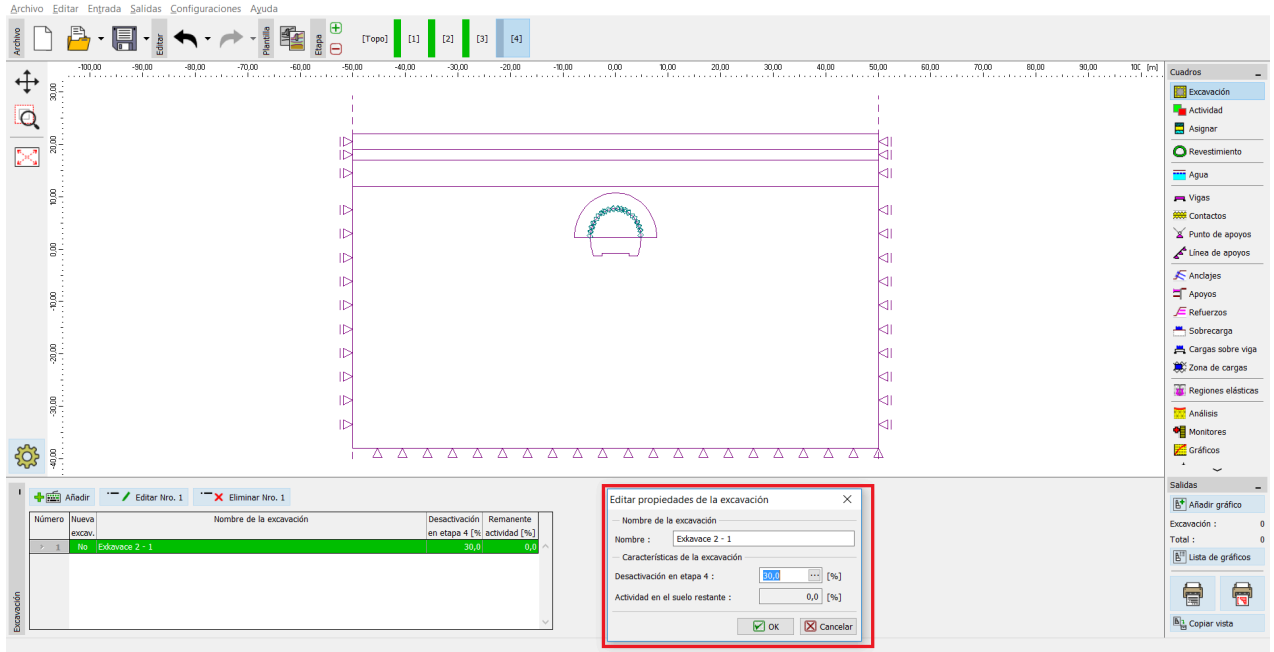 Archivo Editar Entrada Salidas Configuraciones Ayuda
Archivo
Editar
Plantilla
Etapa
[Topo] [1] [2] [3] [4]
-100,00 -90,00 -80,00 -70,00 -60,00 -50,00 -40,00 -30,00 -20,00 -10,00 0,00 10,00 20,00 30,00 40,00 50,00 60,00 70,00 80,00 90,00 10C [m]
30,00
20,00
10,00
0,00
-10,00
-20,00
-30,00
-40,00
Cuadros
Excavación
Actividad
Asignar
Revestimiento
Agua
Vigas
Contactos
Punto de apoyos
Línea de apoyos
Anclajes
Apoyos
Refuerzos
Sobrecarga
Cargas sobre viga
Zona de cargas
Regiones elásticas
Análisis
Monitores
Gráficos
Añadir Editar Nro. 1 Eliminar Nro. 1
Número Nueva excav. Nombre de la excavación Desactivación en etapa 4 [% Remanente actividad [%]
1 No Exkavace 2 - 1 30,0 0,0
Excavación
Editar propiedades de la excavación
Nombre de la excavación
Nombre : Exkavace 2 - 1
Características de la excavación
Desactivación en etapa 4 : 30,0 ... [%]
Actividad en el suelo restante : 0,0 [%]
OK Cancelar
Salidas
Añadir gráfico
Excavación : 0
Total : 0
Lista de gráficos
Copiar vista